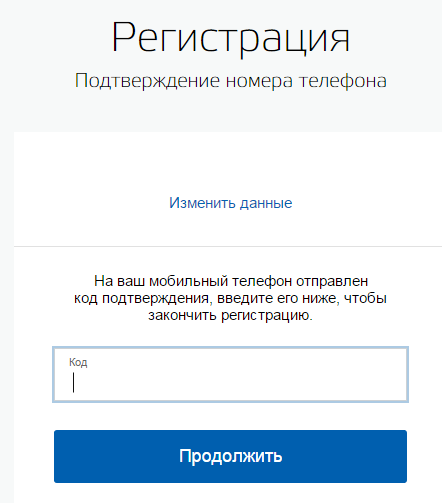 Регистрация
Подтверждение номера телефона
Изменить данные
На ваш мобильный телефон отправлен
код подтверждения, введите его ниже, чтобы
закончить регистрацию.
Код
Продолжить